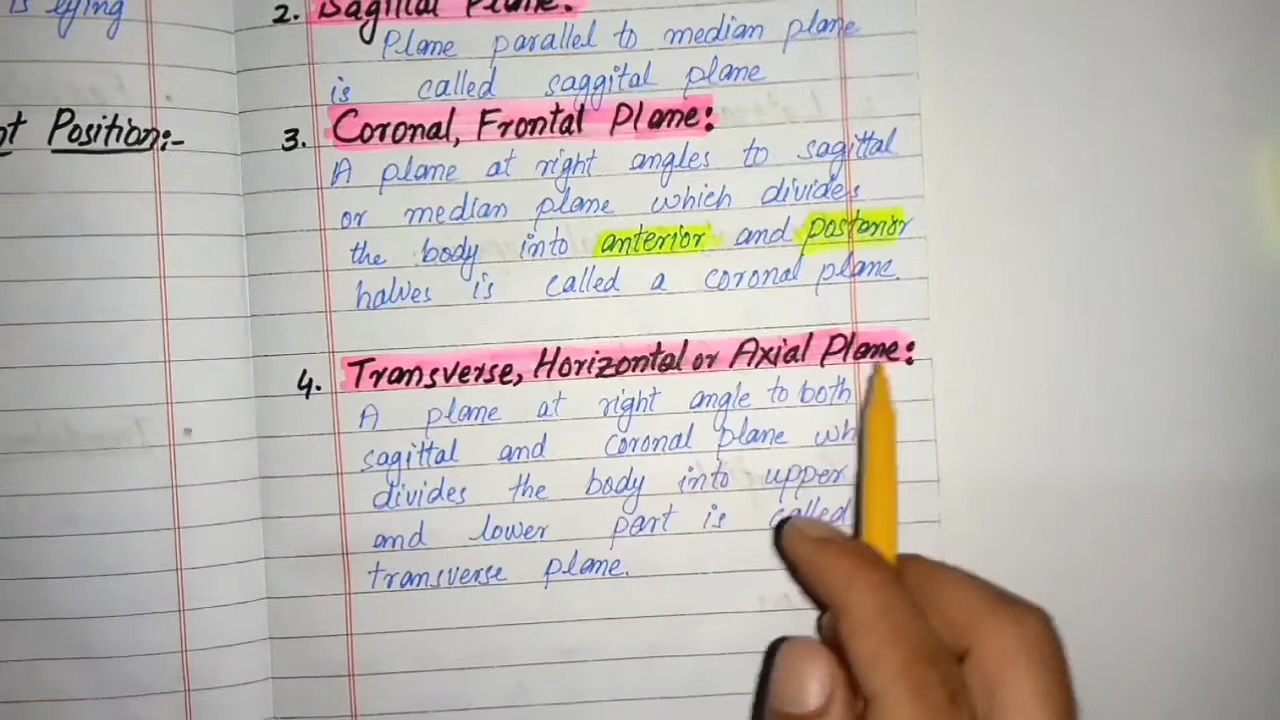 is lying
Position:-
2. Sagittal Plane:
Plane parallel to median plane
is called saggital plane
3. Coronal, Frontal Plane:
A plane at right angles to sagittal
or median plane which divides
the body into anterior and posterior
halves is called a coronal plane.
4. Transverse, Horizontal or Axial Plane:
A plane at right angle to both
sagittal and coronal plane wh
divides the body into upper
and lower part is called
transverse plane.